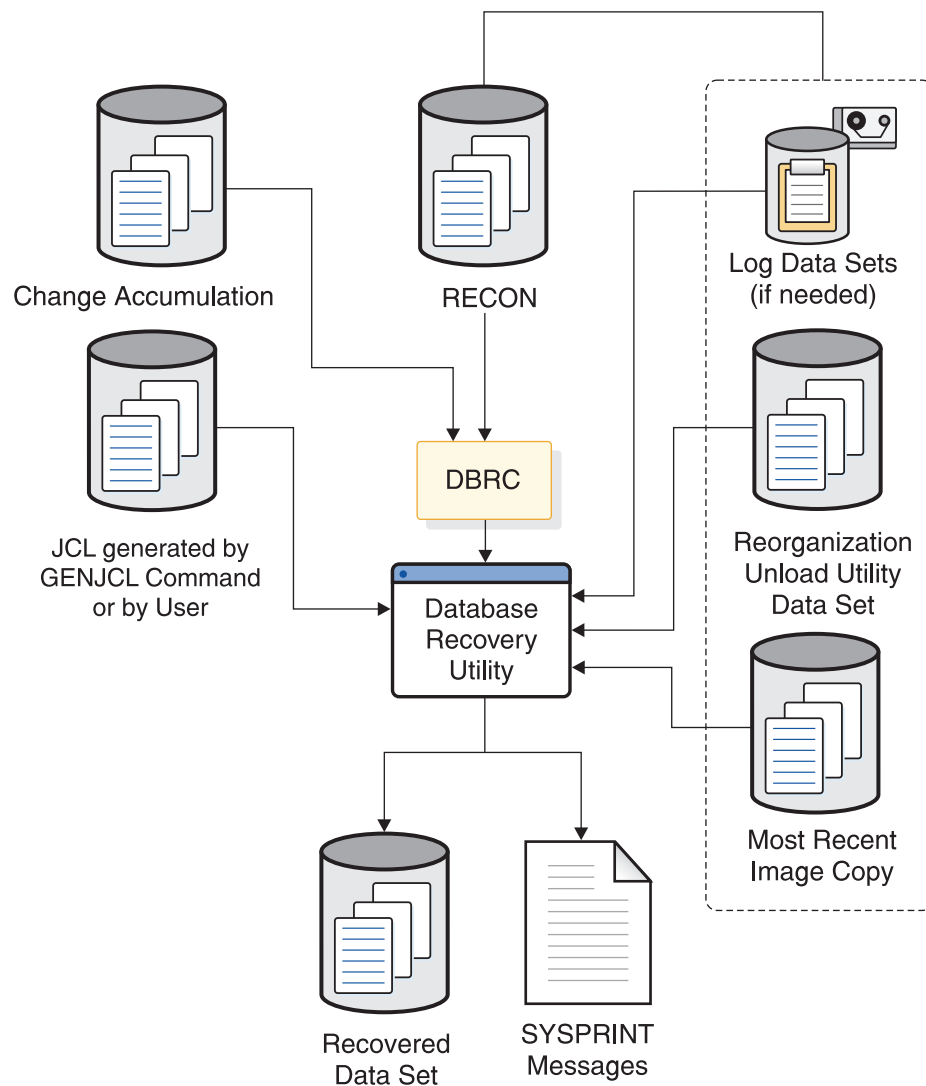 Change Accumulation
RECON
Log Data Sets
(if needed)
JCL generated by
GENJCL Command
or by User
DBRC
Reorganization
Unload Utility
Data Set
Database
Recovery
Utility
Most Recent
Image Copy
Recovered
Data Set
SYSPRINT
Messages